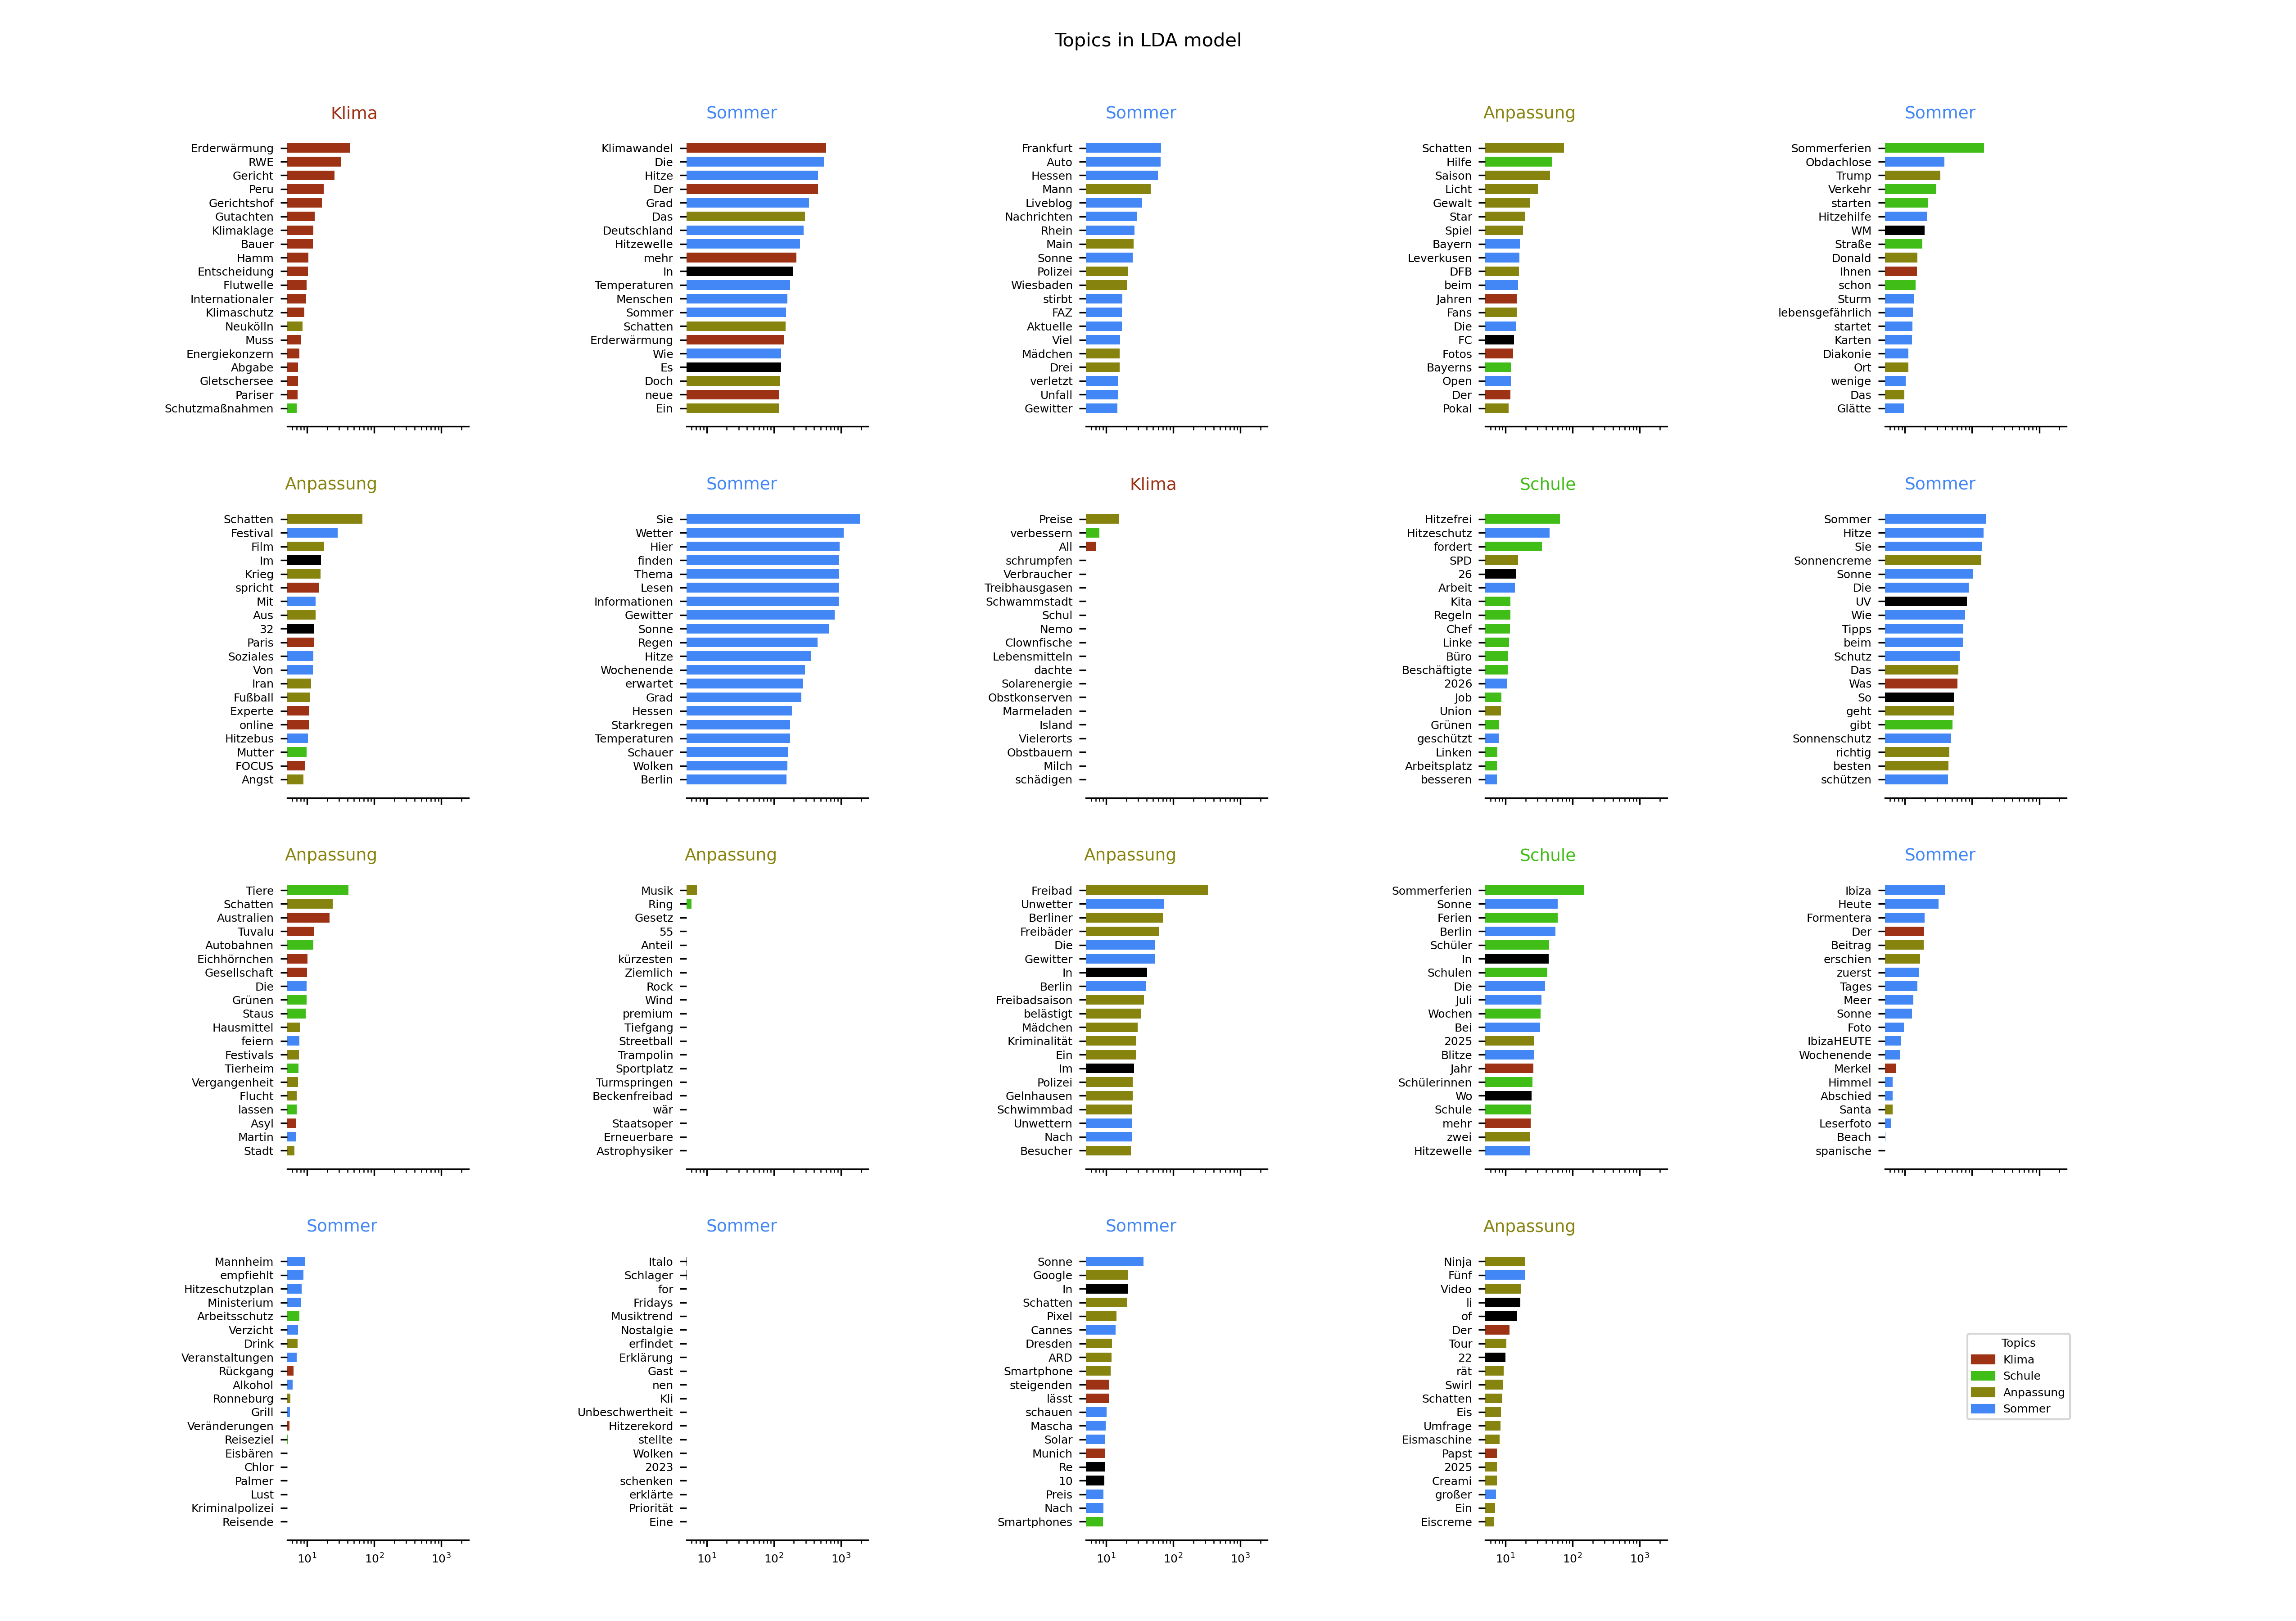 Topics in LDA model
Klima
Erderwärmung
RWE
Gericht
Peru
Gerichtshof
Gutachten
Klimaklage
Bauer
Hamm
Entscheidung
Flutwelle
Internationaler
Klimaschutz
Neukölln
Muss
Energiekonzern
Abgabe
Gletschersee
Pariser
Schutzmaßnahmen
Sommer
Klimawandel
Die
Hitze
Der
Grad
Das
Deutschland
Hitzewelle
mehr
In
Temperaturen
Menschen
Sommer
Schatten
Erderwärmung
Wie
Es
Doch
neue
Ein
Sommer
Frankfurt
Auto
Hessen
Mann
Liveblog
Nachrichten
Rhein
Main
Sonne
Polizei
Wiesbaden
stirbt
FAZ
Aktuelle
Viel
Mädchen
Drei
verletzt
Unfall
Gewitter
Anpassung
Schatten
Hilfe
Saison
Licht
Gewalt
Star
Spiel
Bayern
Leverkusen
DFB
beim
Jahren
Fans
Die
FC
Fotos
Bayerns
Open
Der
Pokal
Sommer
Sommerferien
Obdachlose
Trump
Verkehr
starten
Hitzehilfe
WM
Straße
Donald
Ihnen
schon
Sturm
lebensgefährlich
startet
Karten
Diakonie
Ort
wenige
Das
Glätte
Anpassung
Schatten
Festival
Film
Im
Krieg
spricht
Mit
Aus
32
Paris
Soziales
Von
Iran
Fußball
Experte
online
Hitzebus
Mutter
FOCUS
Angst
Sommer
Sie
Wetter
Hier
finden
Thema
Lesen
Informationen
Gewitter
Sonne
Regen
Hitze
Wochenende
erwartet
Grad
Hessen
Starkregen
Temperaturen
Schauer
Wolken
Berlin
Klima
Preise
verbessern
All
schrumpfen
Verbraucher
Treibhausgasen
Schwammstadt
Schul
Nemo
Clownfische
Lebensmitteln
dachte
Solarenergie
Obstkonserven
Marmeladen
Island
Vielerorts
Obstbauern
Milch
schädigen
Schule
Hitzefrei
Hitzeschutz
fordert
SPD
26
Arbeit
Kita
Regeln
Chef
Linke
Büro
Beschäftigte
2026
Job
Union
Grünen
geschützt
Linken
Arbeitsplatz
besseren
Sommer
Sommer
Hitze
Sie
Sonnencreme
Sonne
Die
UV
Wie
Tipps
beim
Schutz
Das
Was
So
geht
gibt
Sonnenschutz
richtig
besten
schützen
Anpassung
Tiere
Schatten
Australien
Tuvalu
Autobahnen
Eichhörnchen
Gesellschaft
Die
Grünen
Staus
Hausmittel
feiern
Festivals
Tierheim
Vergangenheit
Flucht
lassen
Asyl
Martin
Stadt
Anpassung
Musik
Ring
Gesetz
55
Anteil
kürzesten
Ziemlich
Rock
Wind
premium
Tiefgang
Streetball
Trampolin
Sportplatz
Turmspringen
Beckenfreibad
wär
Staatsoper
Erneuerbare
Astrophysiker
Anpassung
Freibad
Unwetter
Berliner
Freibäder
Die
Gewitter
In
Berlin
Freibadsaison
belästigt
Mädchen
Kriminalität
Ein
Im
Polizei
Gelnhausen
Schwimmbad
Unwettern
Nach
Besucher
Schule
Sommerferien
Sonne
Ferien
Berlin
Schüler
In
Schulen
Die
Juli
Wochen
Bei
2025
Blitze
Jahr
Schülerinnen
Wo
Schule
mehr
zwei
Hitzewelle
Sommer
Ibiza
Heute
Formentera
Der
Beitrag
erschien
zuerst
Tages
Meer
Sonne
Foto
IbizaHEUTE
Wochenende
Merkel
Himmel
Abschied
Santa
Leserfoto
Beach
spanische
Sommer
Mannheim
empfiehlt
Hitzeschutzplan
Ministerium
Arbeitsschutz
Verzicht
Drink
Veranstaltungen
Rückgang
Alkohol
Ronneburg
Grill
Veränderungen
Reiseziel
Eisbären
Chlor
Palmer
Lust
Kriminalpolizei
Reisende
10¹ 10² 10³
Sommer
Italo
Schlager
for
Fridays
Musiktrend
Nostalgie
erfindet
Erklärung
Gast
nen
Kli
Unbeschwertheit
Hitzerekord
stellte
Wolken
2023
schenken
erklärte
Priorität
Eine
10¹ 10² 10³
Sommer
Sonne
Google
In
Schatten
Pixel
Cannes
Dresden
ARD
Smartphone
steigenden
lässt
schauen
Mascha
Solar
Munich
Re
10
Preis
Nach
Smartphones
10¹ 10² 10³
Anpassung
Ninja
Fünf
Video
li
of
Der
Tour
22
rät
Swirl
Schatten
Eis
Umfrage
Eismaschine
Papst
2025
Creami
großer
Ein
Eiscreme
10¹ 10² 10³
Topics
Klima
Schule
Anpassung
Sommer